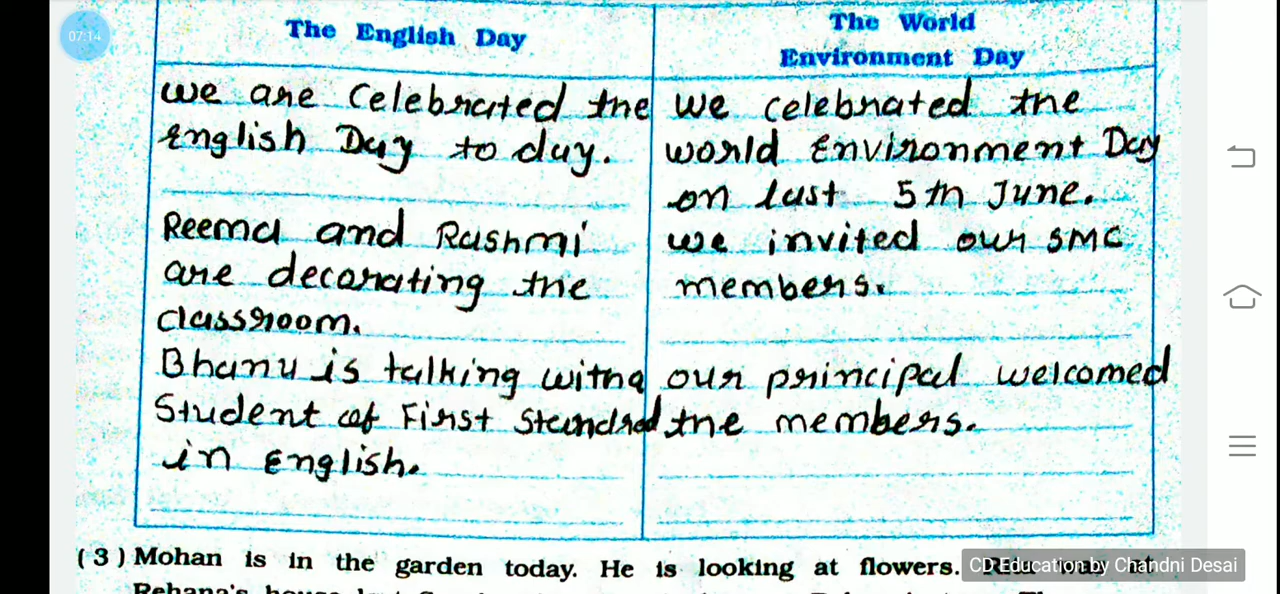 07:14
The English Day
The World
Environment Day
we are celebrated the
English Day to day.
Reema and Rashmi
are decorating the
classroom.
Bhanu is talking with a
Student of First Standrad
in English.
we celebrated the
world Environment Day
on last 5th June.
we invited our SMC
members.
our principal welcomed
the members.
(3) Mohan is in the garden today. He is looking at flowers.
CD Education by Chandni Desai